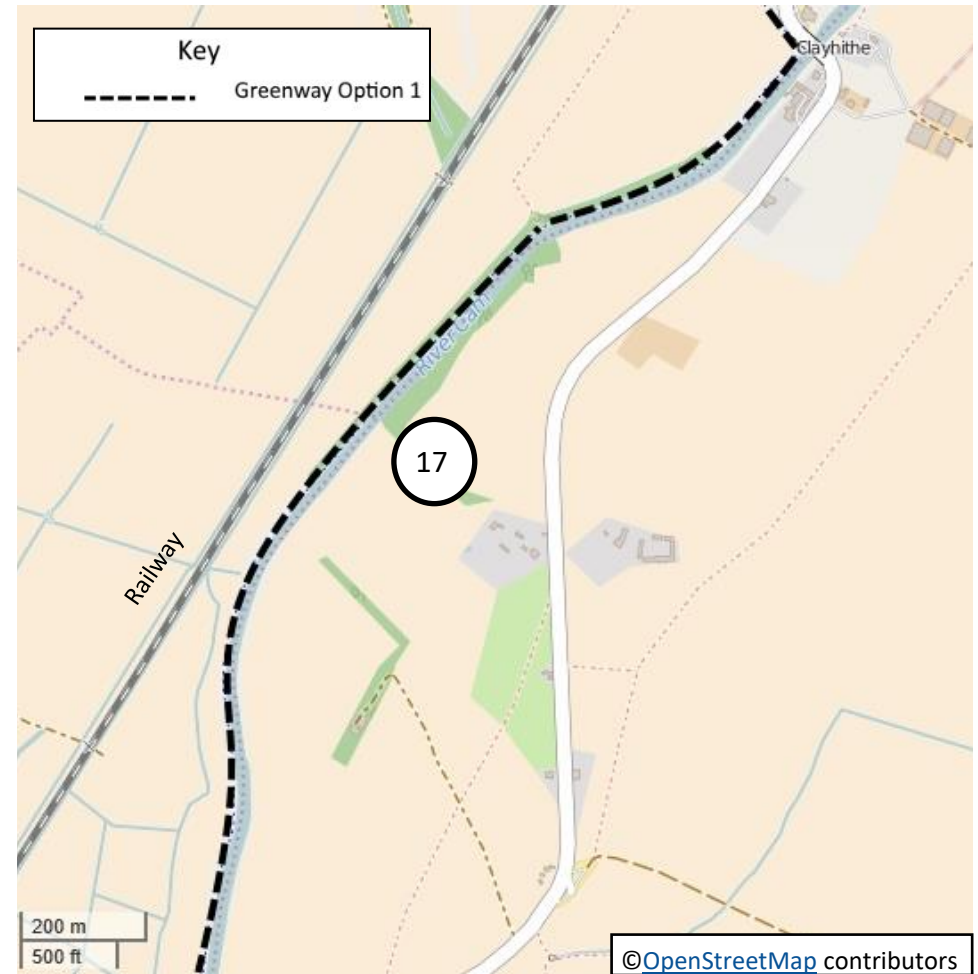 Key
Greenway Option 1
Clayhithe
River Cam
17
Railway
200 m
500 ft
©OpenStreetMap contributors